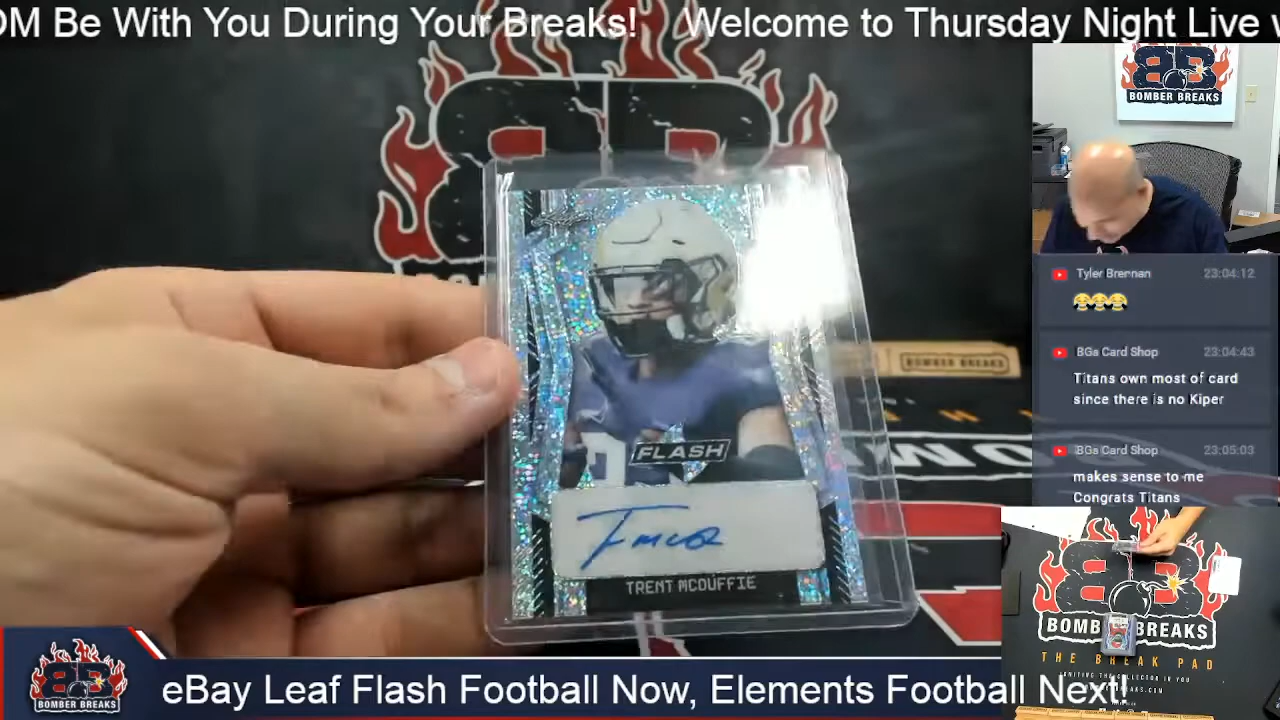 OM Be With You During Your Breaks! Welcome to Thursday Night Live
BOMBER BREAKS
Tyler Brennan 23:04:12
😂😂😂
BGa Card Shop 23:04:43
Titans own most of card
since there is no Kiper
BGa Card Shop 23:05:03
makes sense to me
Congrats Titans
BOMBER BREAKS
FLASH
TRENT MCDUFFIE
BOMBER BREAKS
THE BREAK PAD
BOMBER BREAKS
eBay Leaf Flash Football Now, Elements Football Next!